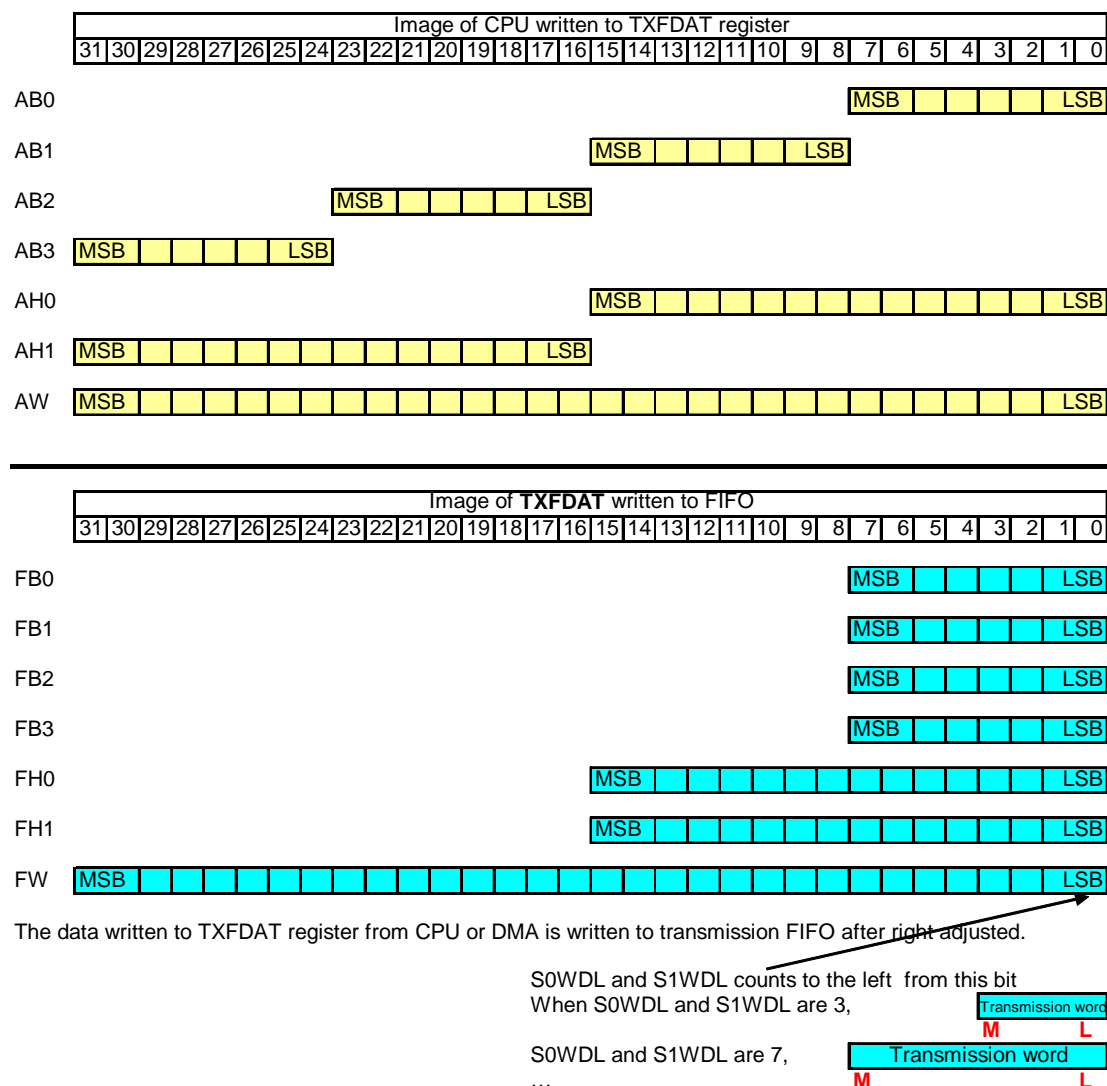 Image of CPU written to TXFDAT register
31 30 29 28 27 26 25 24 23 22 21 20 19 18 17 16 15 14 13 12 11 10 9 8 7 6 5 4 3 2 1 0
AB0 MSB LSB
AB1 MSB LSB
AB2 MSB LSB
AB3 MSB LSB
AH0 MSB LSB
AH1 MSB LSB
AW MSB LSB
Image of TXFDAT written to FIFO
31 30 29 28 27 26 25 24 23 22 21 20 19 18 17 16 15 14 13 12 11 10 9 8 7 6 5 4 3 2 1 0
FB0 MSB LSB
FB1 MSB LSB
FB2 MSB LSB
FB3 MSB LSB
FH0 MSB LSB
FH1 MSB LSB
FW MSB LSB
The data written to TXFDAT register from CPU or DMA is written to transmission FIFO after right adjusted.
S0WDL and S1WDL counts to the left from this bit
When S0WDL and S1WDL are 3, Transmission word
M L
S0WDL and S1WDL are 7, Transmission word
... M L